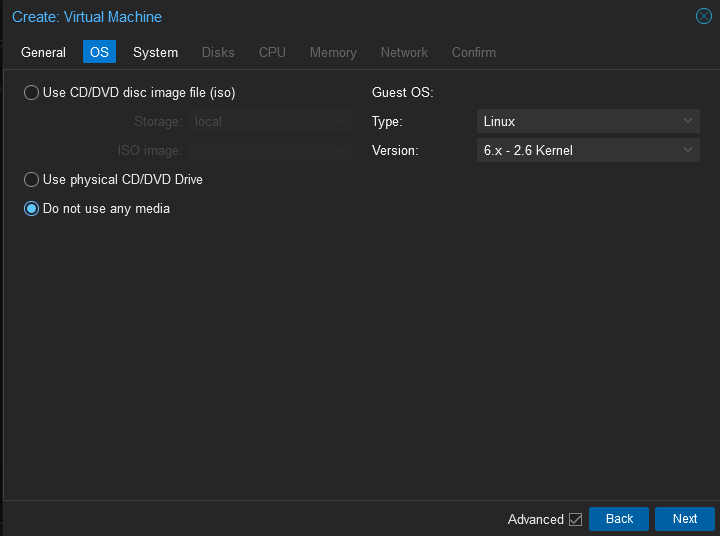 Create: Virtual Machine
General OS System Disks CPU Memory Network Confirm
Use CD/DVD disc image file (iso) Guest OS:
Storage: local Type: Linux
ISO image: Version: 6.x - 2.6 Kernel
Use physical CD/DVD Drive
Do not use any media
Advanced Back Next